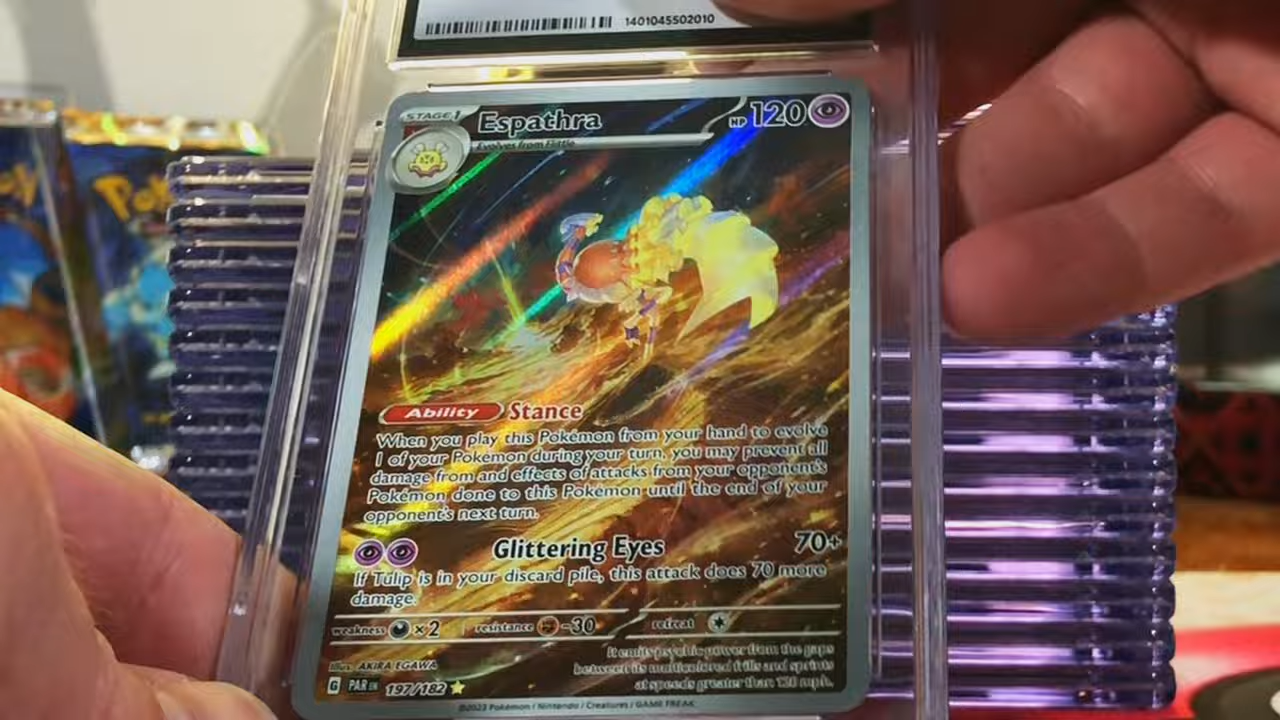 1401045502010
STAGE 1
Espathra
HP 120
Evolves from Flittle
Ability Stance
When you play this Pokémon from your hand to evolve
1 of your Pokémon during your turn, you may prevent all
damage from and effects of attacks from your opponent's
Pokémon done to this Pokémon until the end of your
opponent's next turn.
Glittering Eyes 70+
If Tulip is in your discard pile, this attack does 70 more
damage.
weakness ×2 resistance -30 retreat
It emits psychic power from the gaps
between its multicolored frills and sprints
at speeds greater than 120 mph.
Illus. AKIRA EGAWA
G PAR EN 197/182
©2023 Pokémon / Nintendo / Creatures / GAME FREAK